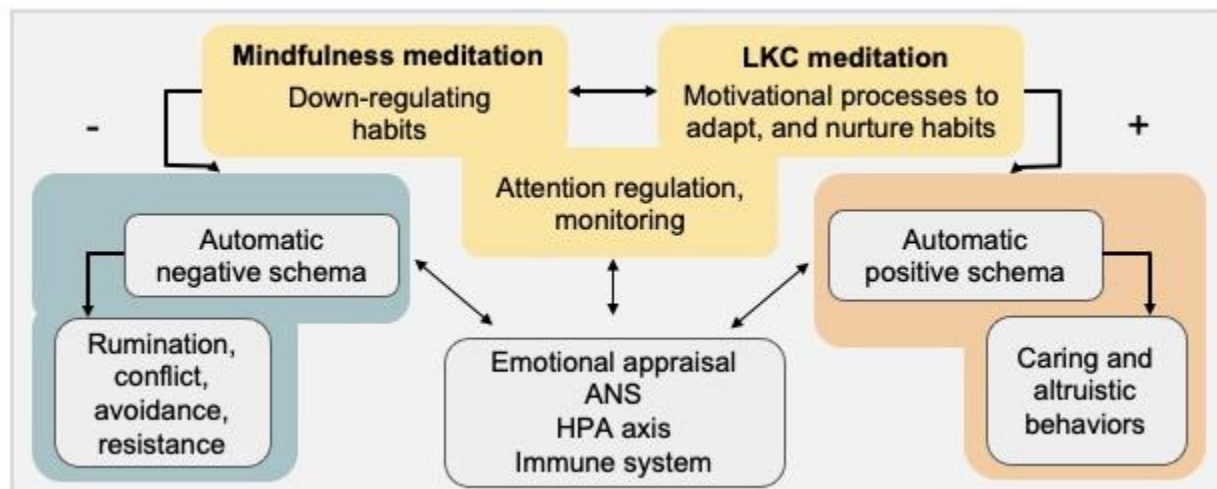 Mindfulness meditation
Down-regulating
habits
LKC meditation
Motivational processes to
adapt, and nurture habits
-
+
Attention regulation,
monitoring
Automatic
negative schema
Automatic
positive schema
Rumination,
conflict,
avoidance,
resistance
Emotional appraisal
ANS
HPA axis
Immune system
Caring and
altruistic
behaviors